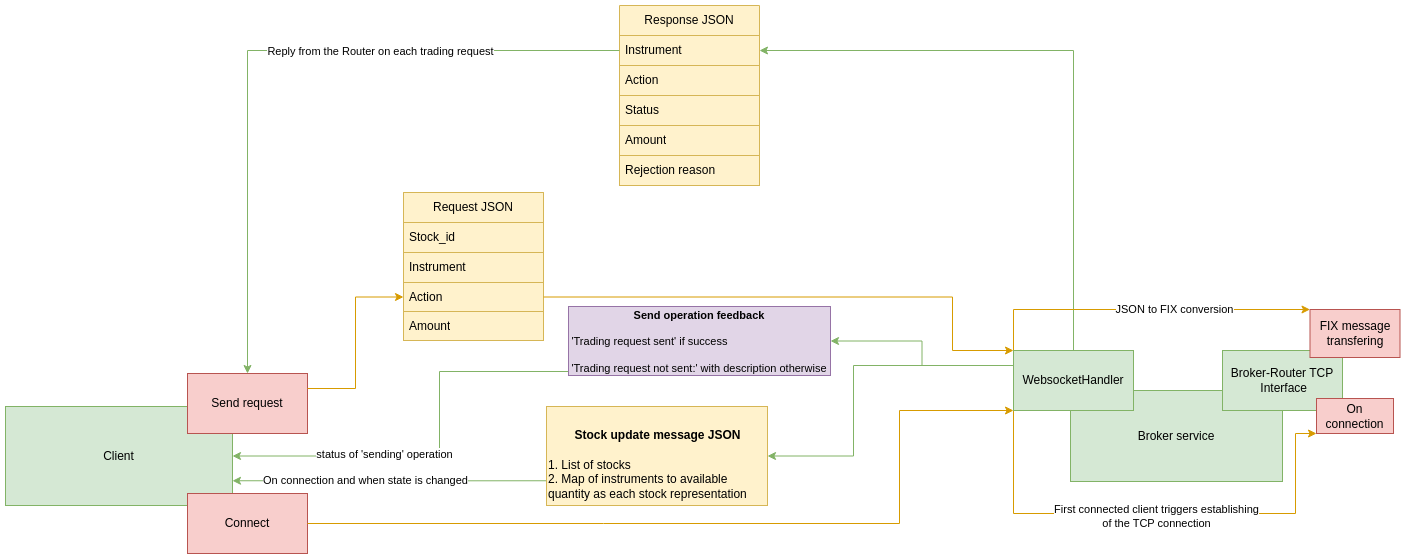 Response JSON
Reply from the Router on each trading request
Instrument
Action
Status
Amount
Rejection reason
Request JSON
Stock_id
Instrument
Action
Amount
Send operation feedback
'Trading request sent' if success
'Trading request not sent:' with description otherwise
JSON to FIX conversion
FIX message
transfering
WebsocketHandler
Broker-Router TCP
Interface
On
connection
Broker service
Send request
Client
status of 'sending' operation
On connection and when state is changed
Stock update message JSON
1. List of stocks
2. Map of instruments to available
quantity as each stock representation
Connect
First connected client triggers establishing
of the TCP connection